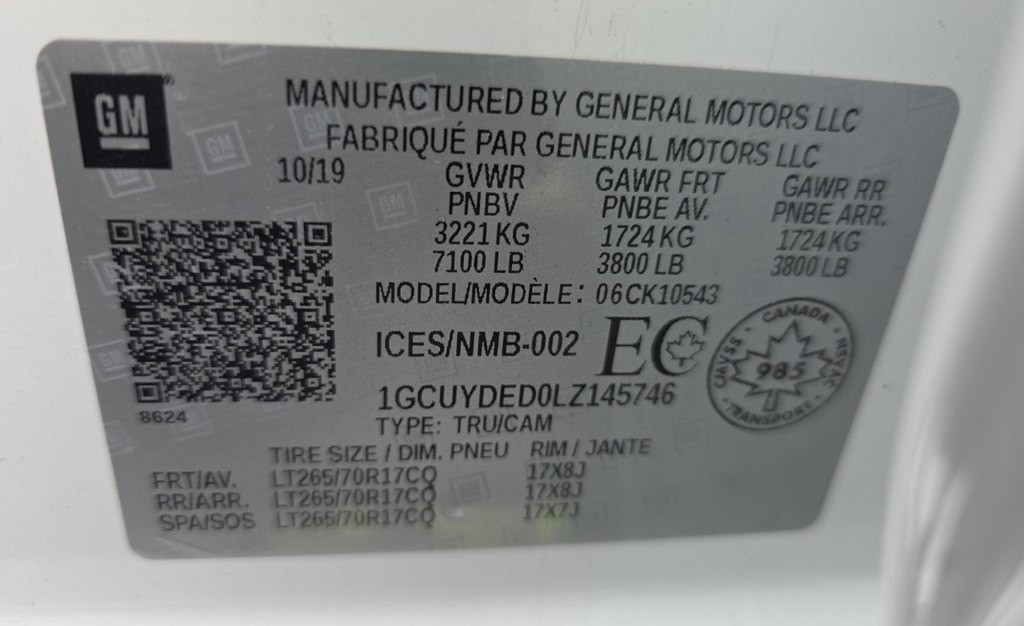 GM
MANUFACTURED BY GENERAL MOTORS LLC
FABRIQUÉ PAR GENERAL MOTORS LLC
10/19 GVWR GAWR FRT GAWR RR
PNBV PNBE AV. PNBE ARR.
3221 KG 1724 KG 1724 KG
7100 LB 3800 LB 3800 LB
MODEL/MODÈLE: 06CK10543
ICES/NMB-002 EC
CANADA
CMVSS NSVAC
985
TRANSPORT
1GCUYDED0LZ145746
8624
TYPE: TRU/CAM
TIRE SIZE / DIM. PNEU RIM / JANTE
FRT/AV. LT265/70R17CQ 17X8J
RR/ARR. LT265/70R17CQ 17X8J
SPA/SOS LT265/70R17CQ 17X7J